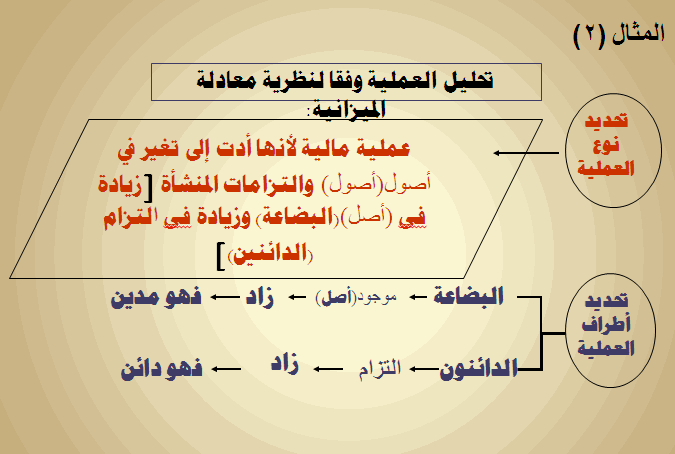 المثال (٢)
تحليل العملية وفقا لنظرية معادلة
الميزانية:
تحديد
نوع
العملية
عملية مالية لأنها أدت إلى تغير في
أصول(أصول) والتزامات المنشأة [زيادة
في (أصل)(البضاعة) وزيادة في التزام
(الدائنين)]
تحديد
أطراف
العملية
البضاعة موجود(أصل) زاد فهو مدين
الدائنون التزام زاد فهو دائن